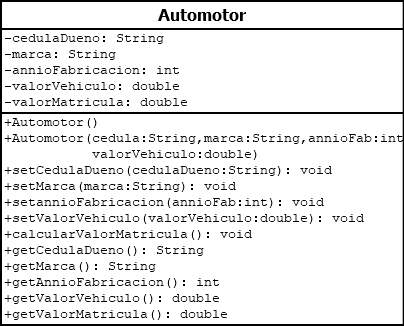 Automotor
-cedulaDueno: String
-marca: String
-annioFabricacion: int
-valorVehiculo: double
-valorMatricula: double
+Automotor()
+Automotor(cedula:String,marca:String,annioFab:int
valorVehiculo:double)
+setCedulaDueno(cedulaDueno:String): void
+setMarca(marca:String): void
+setannioFabricacion(annioFab:int): void
+setValorVehiculo(valorVehiculo:double): void
+calcularValorMatricula(): void
+getCedulaDueno(): String
+getMarca(): String
+getAnnioFabricacion(): int
+getValorVehiculo(): double
+getValorMatricula(): double